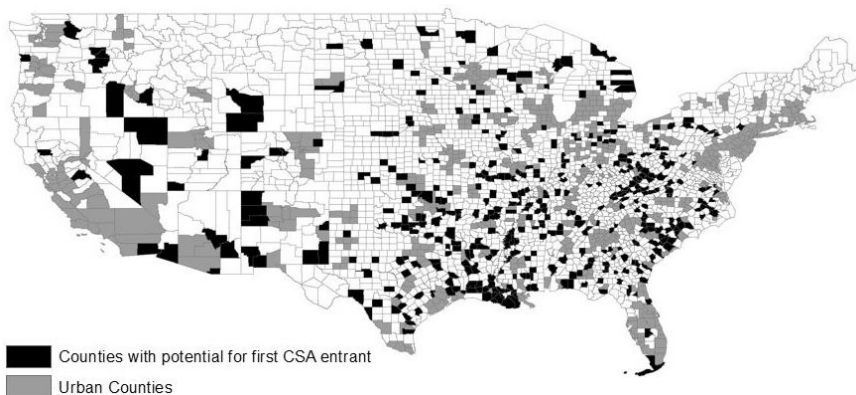 Counties with potential for first CSA entrant
Urban Counties